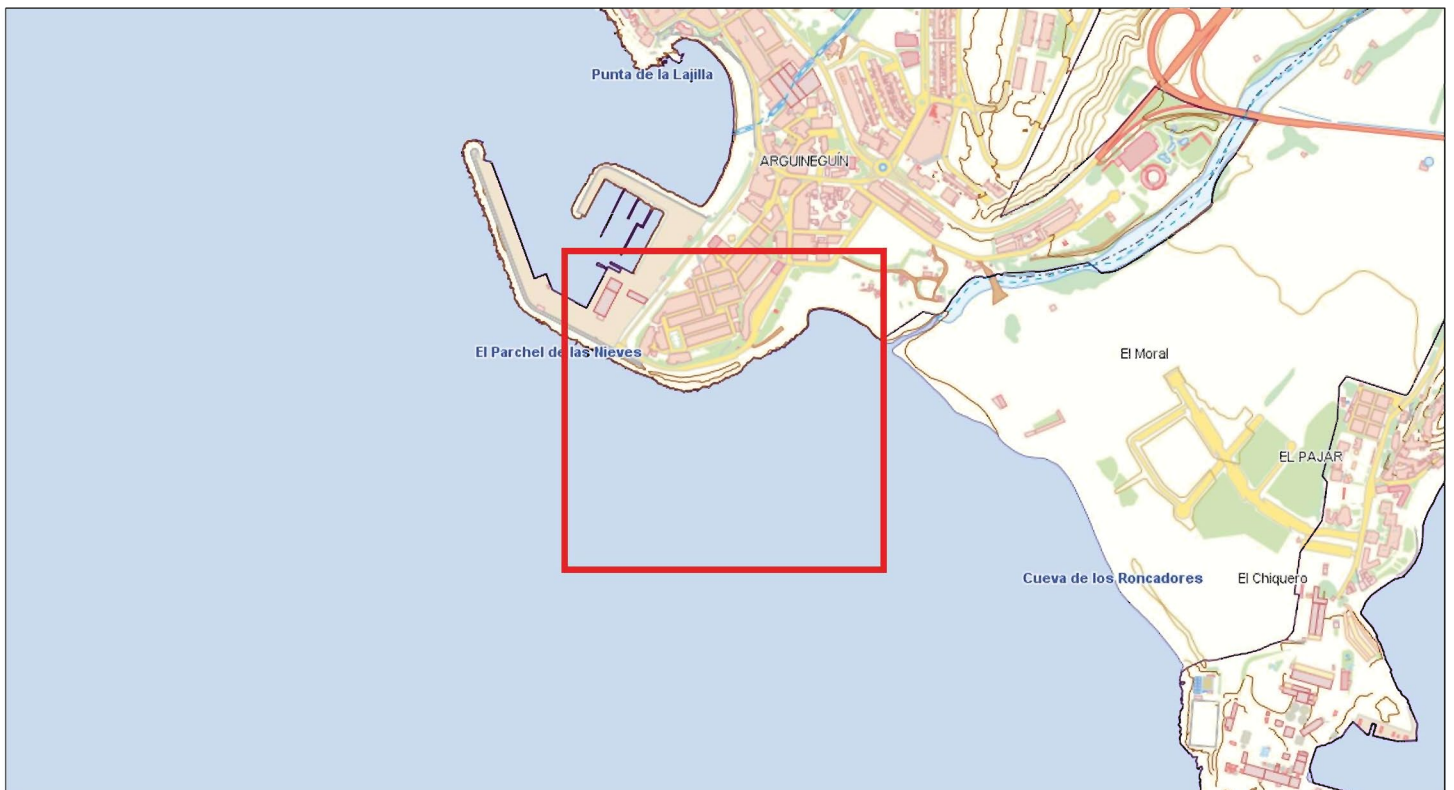 Punta de la Lajilla
ARGUINEGUÍN
El Parchel de las Nieves
El Moral
EL PAJAR
Cueva de los Roncadores
El Chiquero